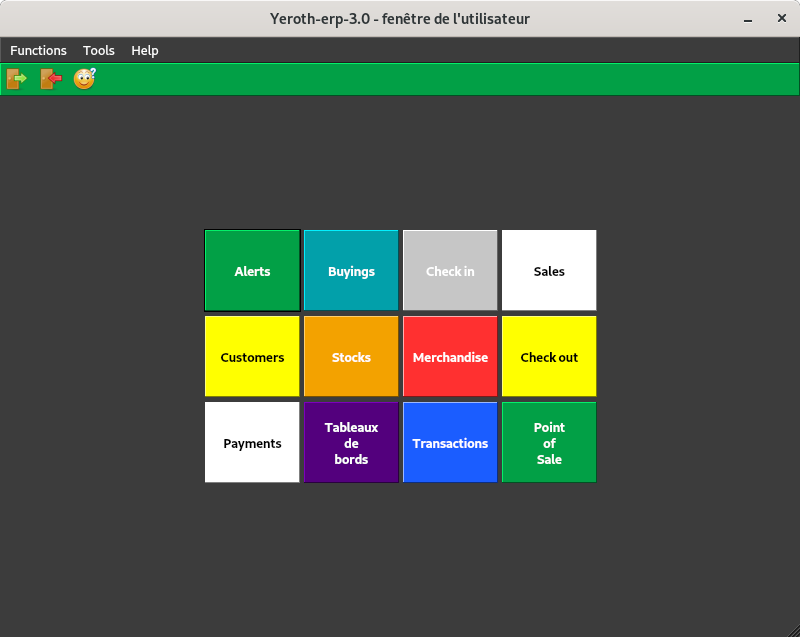 Yeroth-erp-3.0 - fenêtre de l'utilisateur
Functions Tools Help
Alerts Buyings Check in Sales
Customers Stocks Merchandise Check out
Payments
Tableaux
de
bords
Transactions
Point
of
Sale